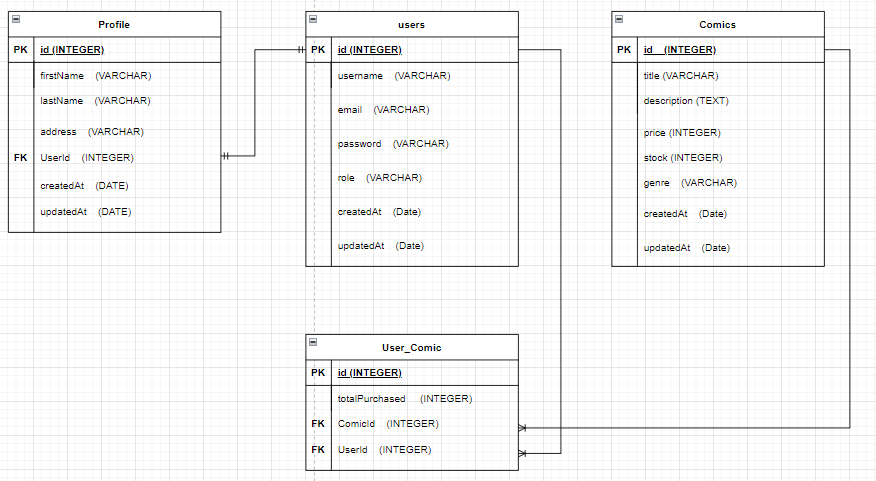 Profile
PK id (INTEGER)
firstName (VARCHAR)
lastName (VARCHAR)
address (VARCHAR)
FK UserId (INTEGER)
createdAt (DATE)
updatedAt (DATE)
users
PK id (INTEGER)
username (VARCHAR)
email (VARCHAR)
password (VARCHAR)
role (VARCHAR)
createdAt (Date)
updatedAt (Date)
Comics
PK id (INTEGER)
title (VARCHAR)
description (TEXT)
price (INTEGER)
stock (INTEGER)
genre (VARCHAR)
createdAt (Date)
updatedAt (Date)
User_Comic
PK id (INTEGER)
totalPurchased (INTEGER)
FK ComicId (INTEGER)
FK UserId (INTEGER)